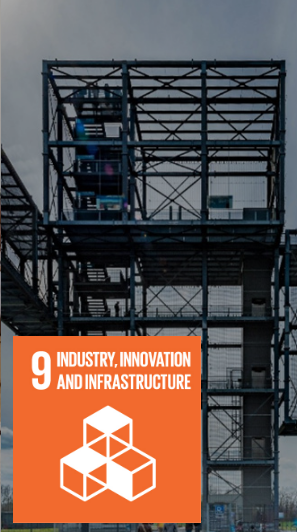 9 INDUSTRY, INNOVATION
AND INFRASTRUCTURE